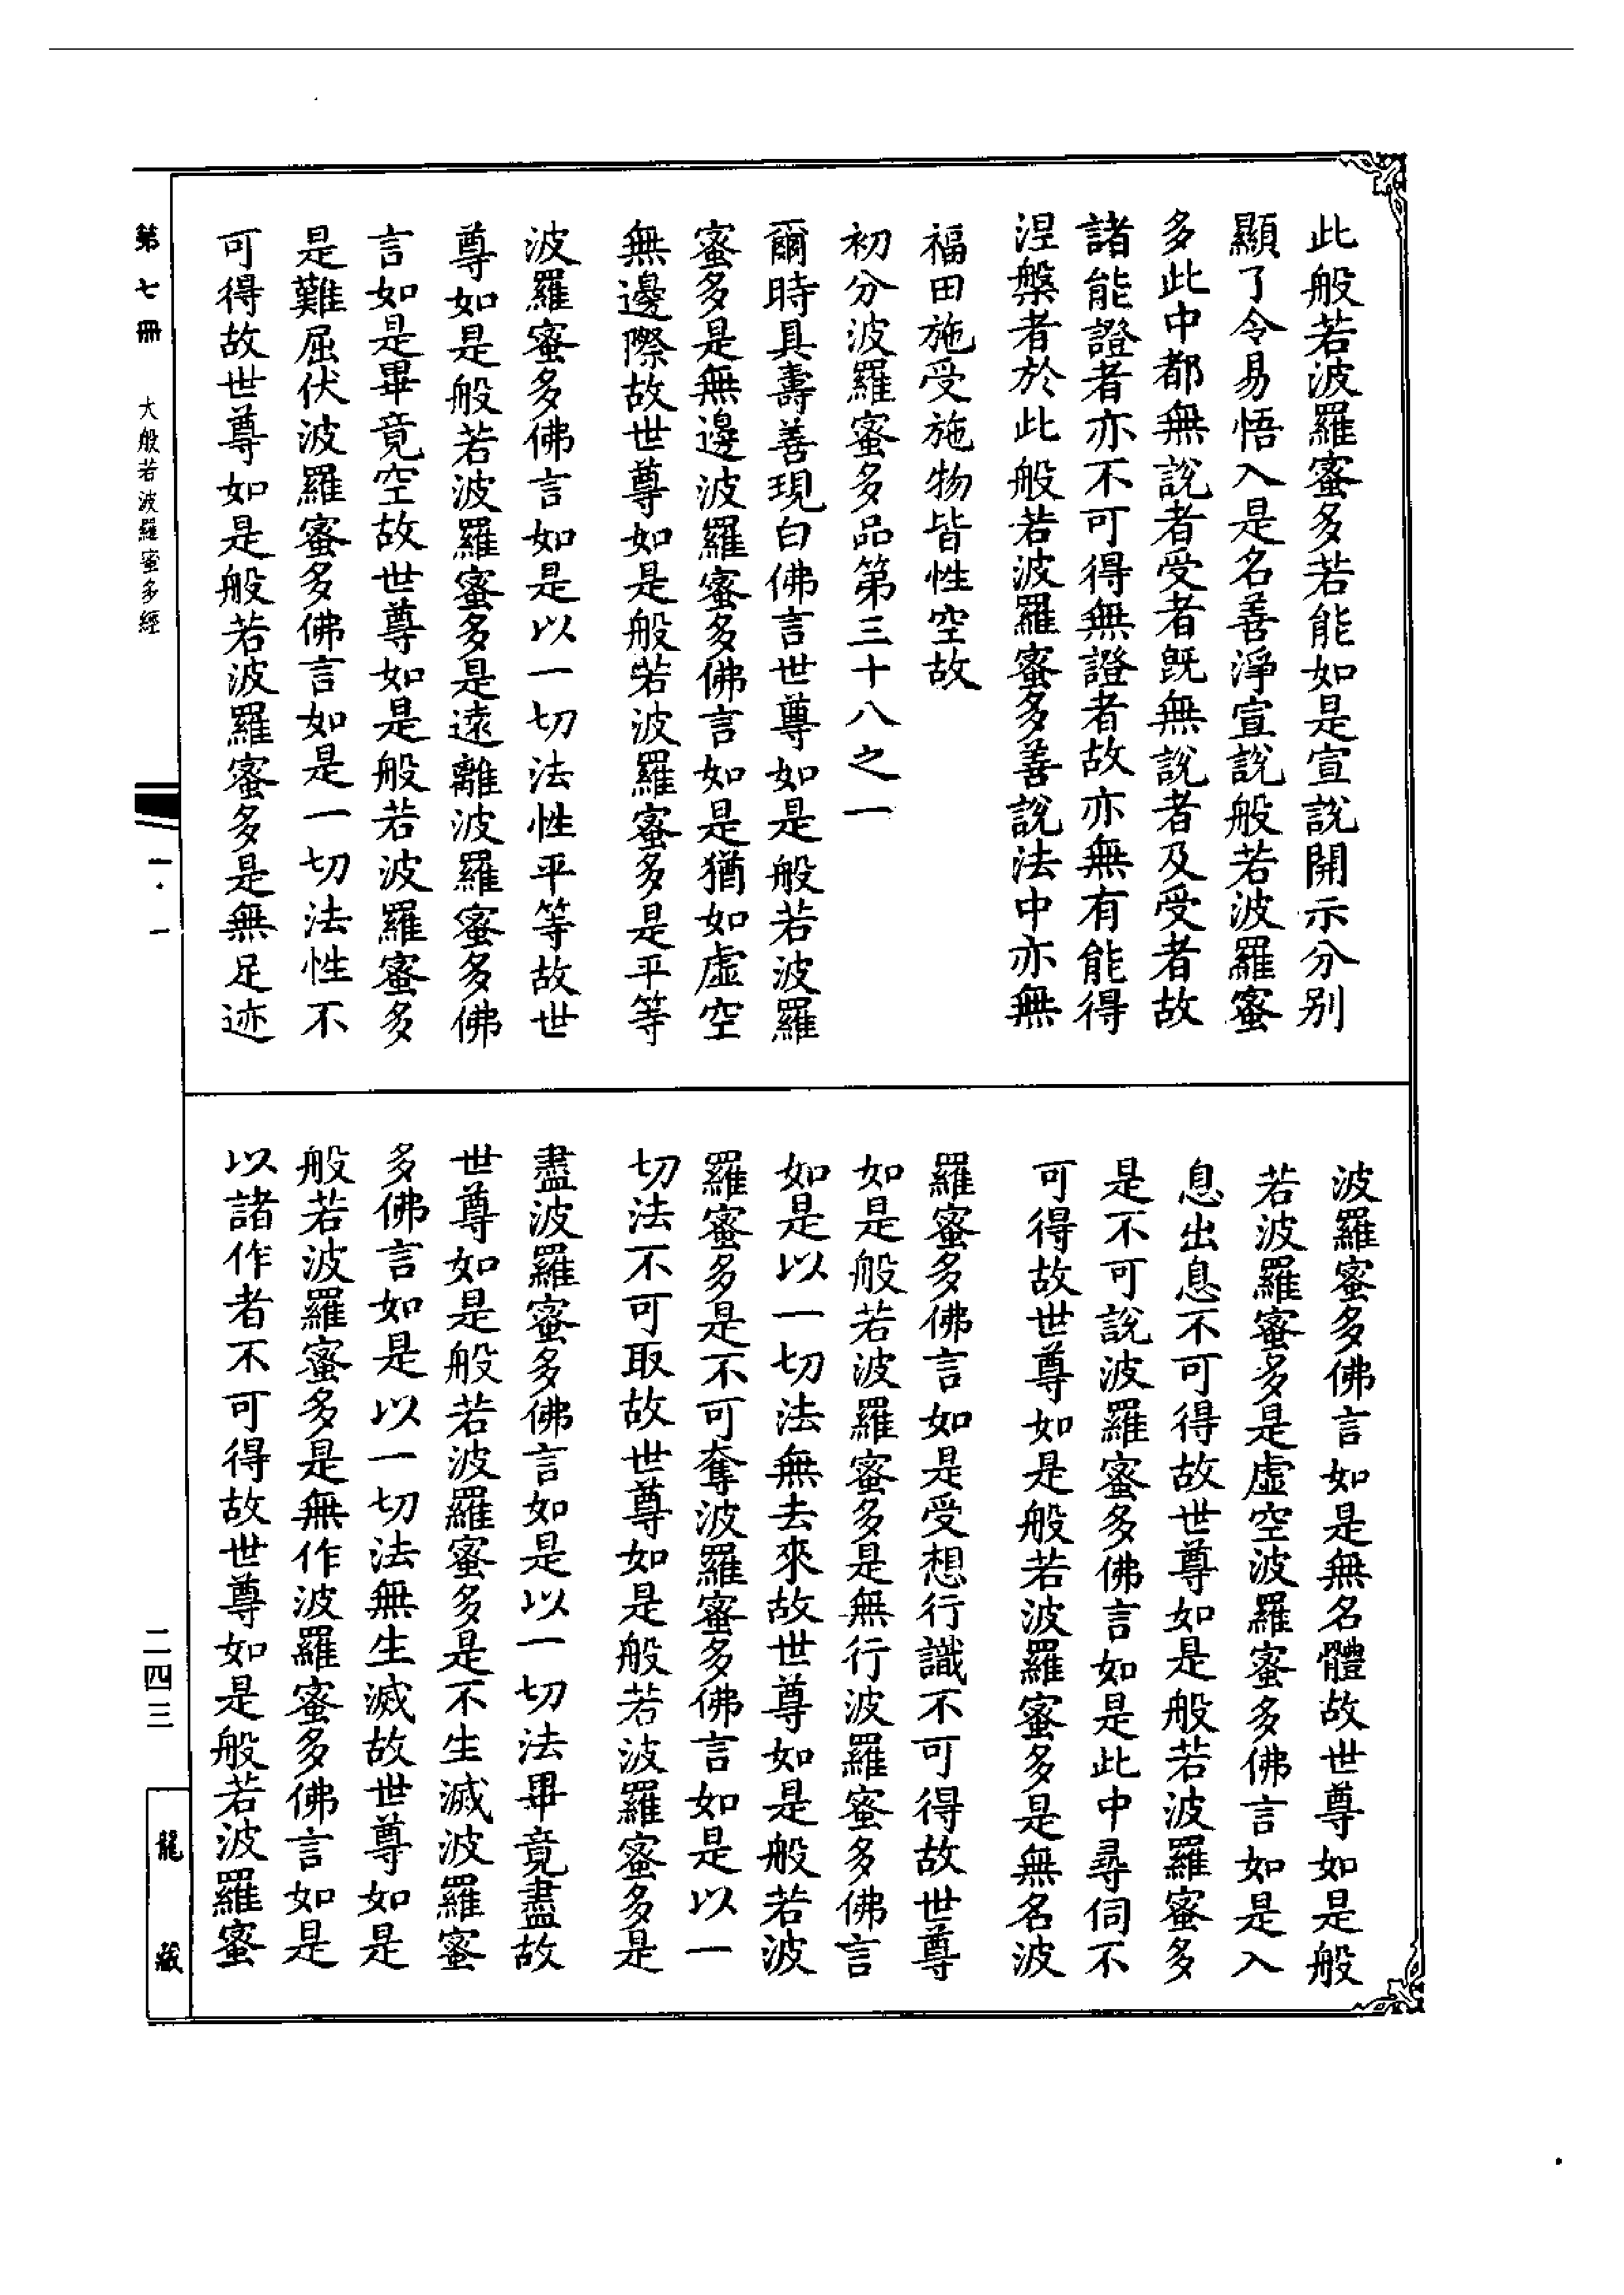 此般若波羅蜜多若能如是宣說開示分別
顯了令易悟入是名善淨宣說般若波羅蜜
多此中都無說者受者旣無說者及受者故
諸能證者亦不可得無證者故亦無有能得
涅槃者於此般若波羅蜜多善說法中亦無
福田施受施物皆性空故
初分波羅蜜多品第三十八之一
爾時具壽善現白佛言世尊如是般若波羅
蜜多是無邊波羅蜜多佛言如是猶如虛空
無邊際故世尊如是般若波羅蜜多是平等
波羅蜜多佛言如是以一切法性平等故世
尊如是般若波羅蜜多是遠離波羅蜜多佛
言如是畢竟空故世尊如是般若波羅蜜多
是難屈伏波羅蜜多佛言如是一切法性不
可得故世尊如是般若波羅蜜多是無足迹
波羅蜜多佛言如是無名體故世尊如是般
若波羅蜜多是虛空波羅蜜多佛言如是入
息出息不可得故世尊如是般若波羅蜜多
是不可說波羅蜜多佛言如是此中尋伺不
可得故世尊如是般若波羅蜜多是無名波
羅蜜多佛言如是受想行識不可得故世尊
如是般若波羅蜜多是無行波羅蜜多佛言
如是以一切法無去來故世尊如是般若波
羅蜜多是不可奪波羅蜜多佛言如是以一
切法不可取故世尊如是般若波羅蜜多是
盡波羅蜜多佛言如是以一切法畢竟盡故
世尊如是般若波羅蜜多是不生滅波羅蜜
多佛言如是以一切法無生滅故世尊如是
般若波羅蜜多是無作波羅蜜多佛言如是
以諸作者不可得故世尊如是般若波羅蜜
第七冊 大般若波羅蜜多經 一·一 二四三 龍藏